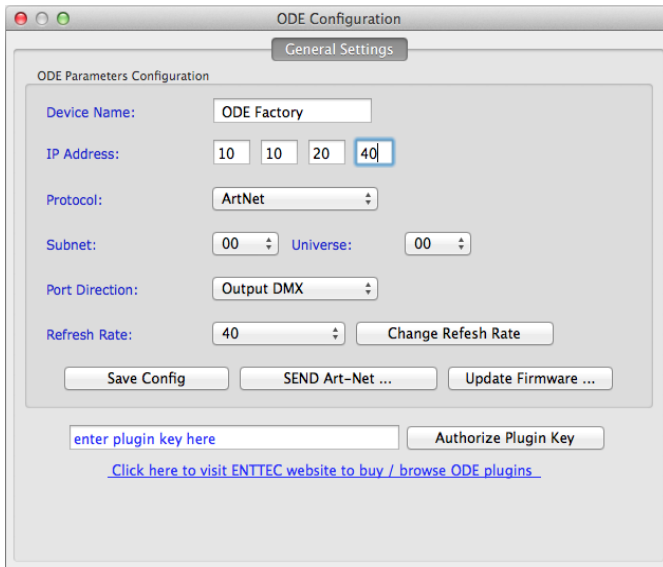 ODE Configuration
General Settings
ODE Parameters Configuration
Device Name: ODE Factory
IP Address: 10 10 20 40
Protocol: ArtNet
Subnet: 00 Universe: 00
Port Direction: Output DMX
Refresh Rate: 40 Change Refesh Rate
Save Config SEND Art-Net ... Update Firmware ...
enter plugin key here Authorize Plugin Key
Click here to visit ENTTEC website to buy / browse ODE plugins